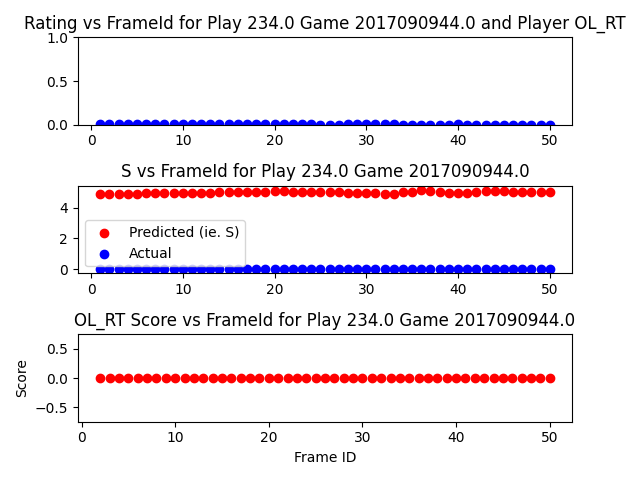 Rating vs FrameId for Play 234.0 Game 2017090944.0 and Player OL_RT
1.0
0.5
0.0
0 10 20 30 40 50
S vs FrameId for Play 234.0 Game 2017090944.0
4
2
0
Predicted (ie. S)
Actual
0 10 20 30 40 50
OL_RT Score vs FrameId for Play 234.0 Game 2017090944.0
Score
0.5
0.0
−0.5
0 10 20 30 40 50
Frame ID